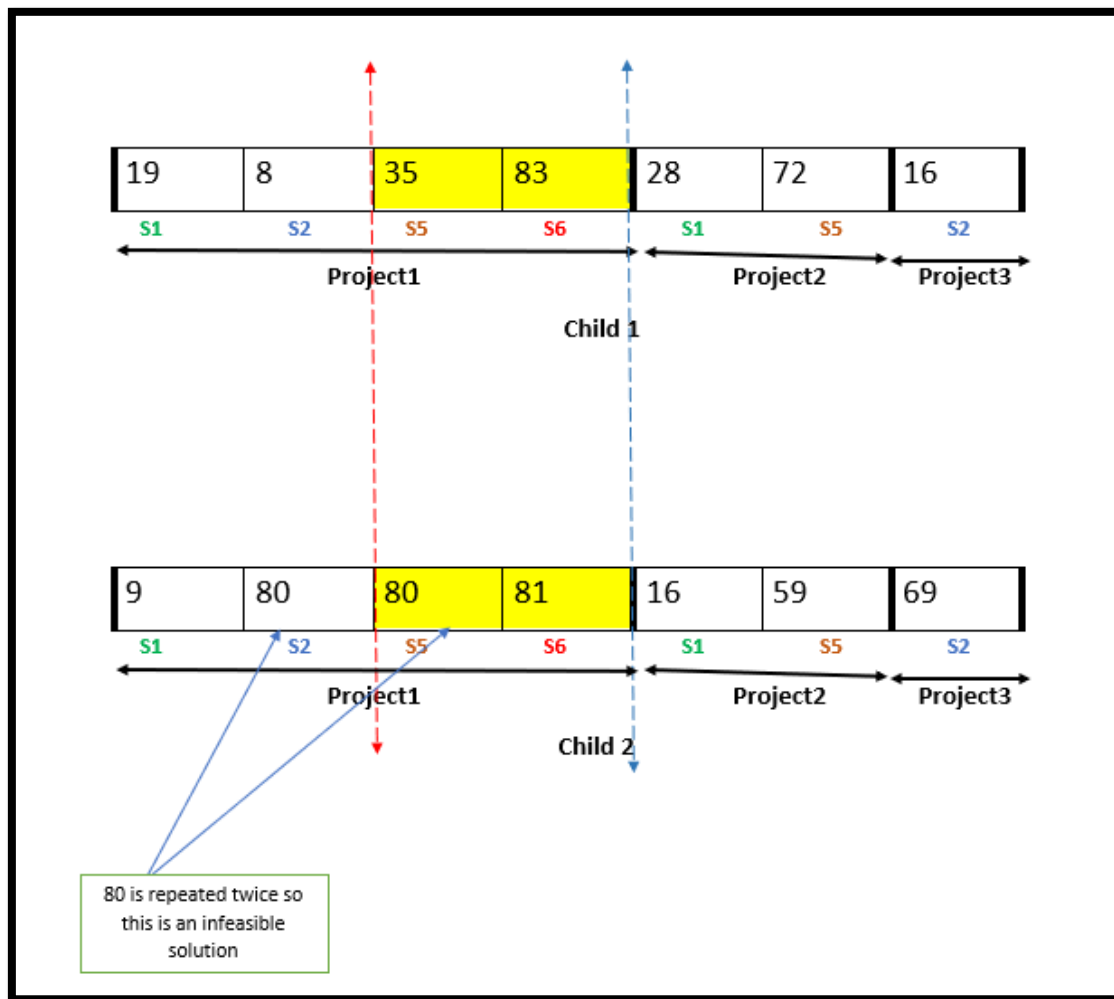 19 8 35 83 28 72 16
S1 S2 S5 S6 S1 S5 S2
Project1 Project2 Project3
Child 1
9 80 80 81 16 59 69
S1 S2 S5 S6 S1 S5 S2
Project1 Project2 Project3
Child 2
80 is repeated twice so
this is an infeasible
solution